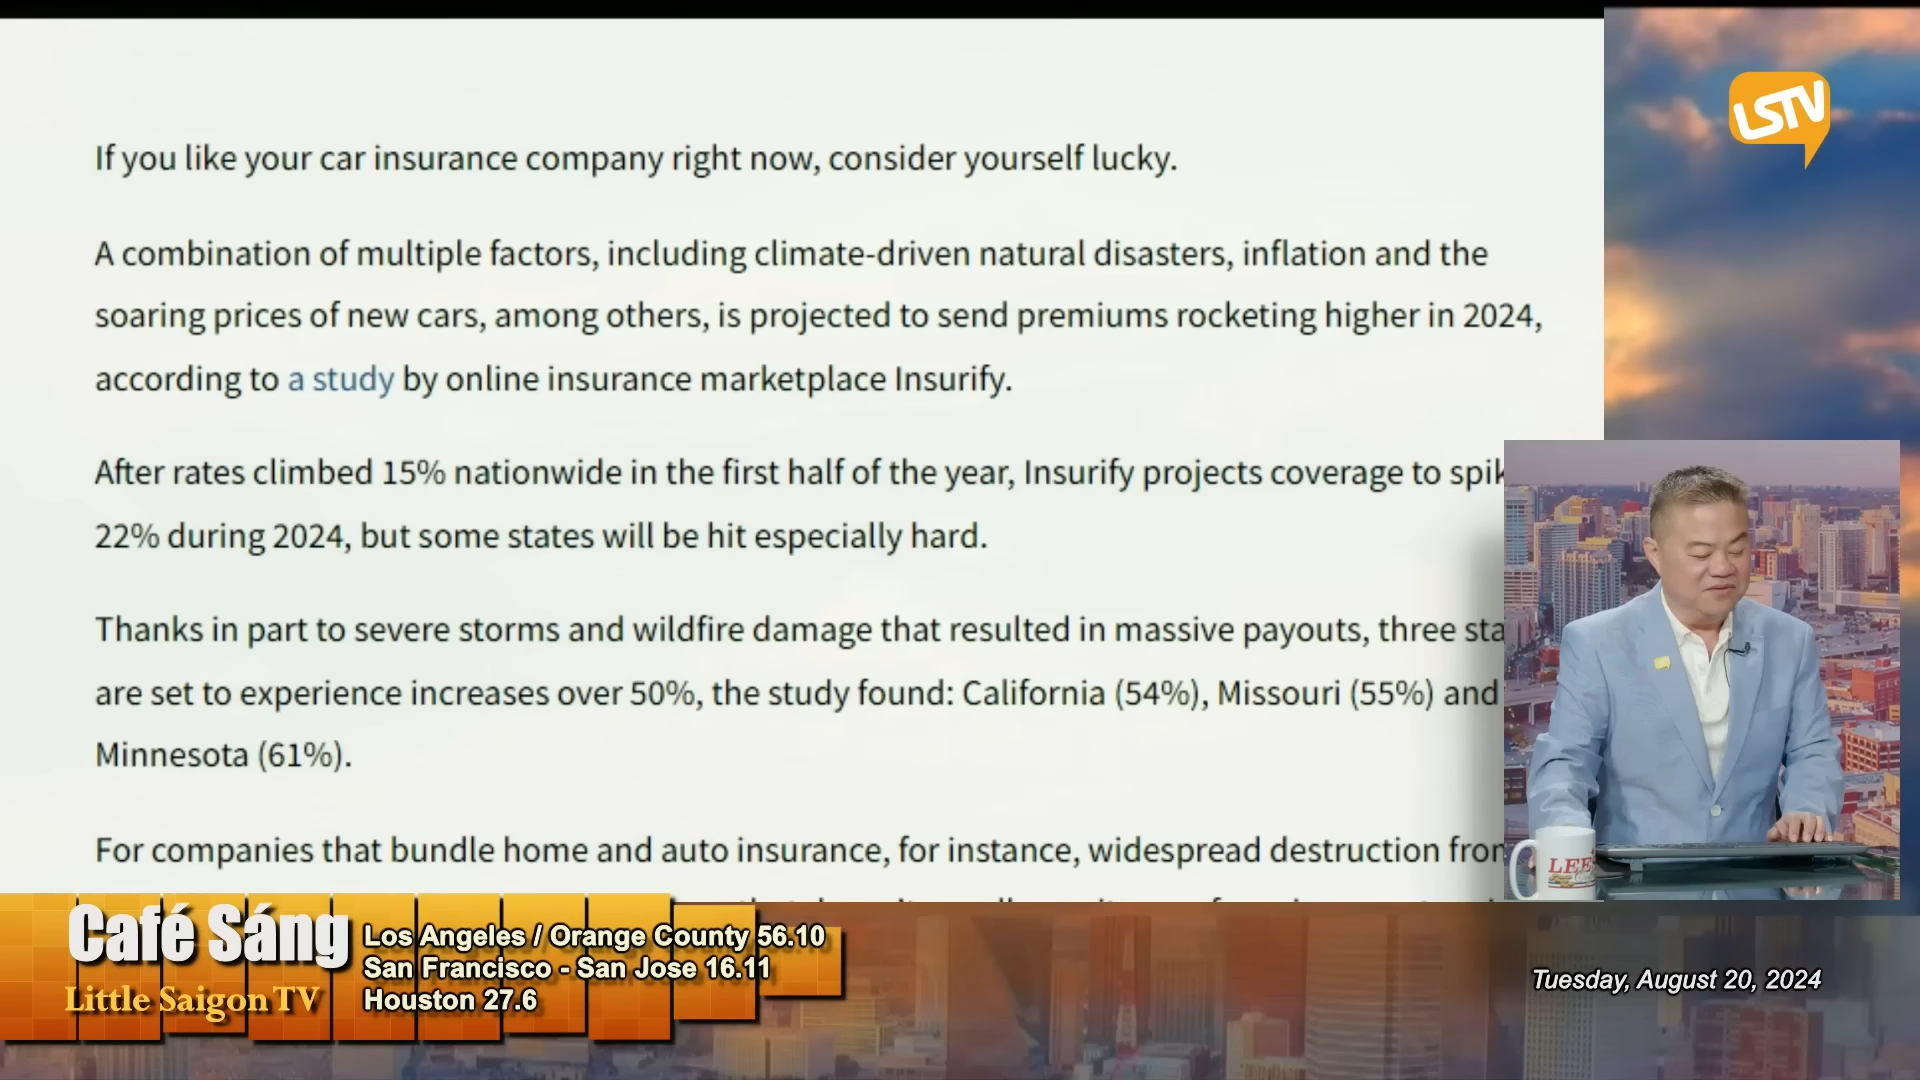 LSTV
If you like your car insurance company right now, consider yourself lucky.
A combination of multiple factors, including climate-driven natural disasters, inflation and the
soaring prices of new cars, among others, is projected to send premiums rocketing higher in 2024,
according to a study by online insurance marketplace Insurify.
After rates climbed 15% nationwide in the first half of the year, Insurify projects coverage to spik
22% during 2024, but some states will be hit especially hard.
Thanks in part to severe storms and wildfire damage that resulted in massive payouts, three sta
are set to experience increases over 50%, the study found: California (54%), Missouri (55%) and
Minnesota (61%).
For companies that bundle home and auto insurance, for instance, widespread destruction from
LEE'S
Café Sáng
Little Saigon TV
Los Angeles / Orange County 56.10
San Francisco - San Jose 16.11
Houston 27.6
Tuesday, August 20, 2024